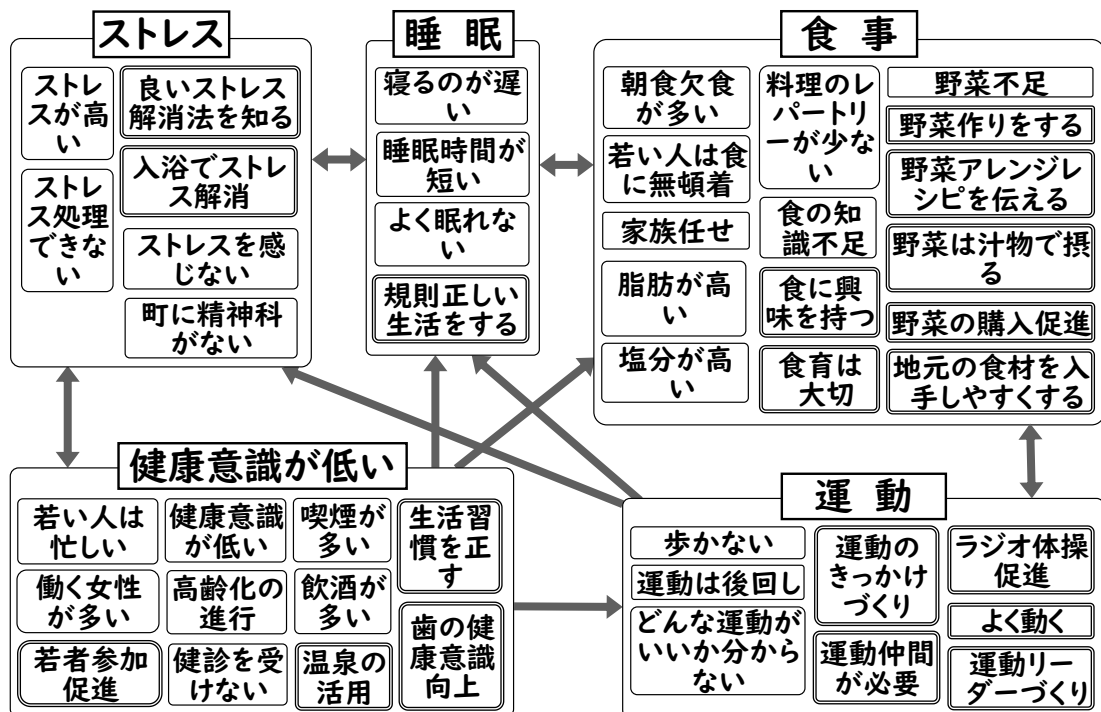 ストレス
ストレ
スが高
い
ストレ
ス処理
できな
い
良いストレス
解消法を知る
入浴でストレ
ス解消
ストレスを感
じない
町に精神科
がない
睡 眠
寝るのが遅
い
睡眠時間が
短い
よく眠れな
い
規則正しい
生活をする
食 事
朝食欠食
が多い
若い人は食
に無頓着
家族任せ
脂肪が高
い
塩分が高
い
料理のレ
パートリ
ーが少な
い
食の知
識不足
食に興
味を持つ
食育は
大切
野菜不足
野菜作りをする
野菜アレンジレ
シピを伝える
野菜は汁物で摂
る
野菜の購入促進
地元の食材を入
手しやすくする
健康意識が低い
若い人は
忙しい
働く女性
が多い
若者参加
促進
健康意識
が低い
高齢化の
進行
健診を受
けない
喫煙が
多い
飲酒が
多い
温泉の
活用
生活習
慣を正
す
歯の健
康意識
向上
運 動
歩かない
運動は後回し
どんな運動が
いいか分から
ない
運動の
きっかけ
づくり
運動仲間
が必要
ラジオ体操
促進
よく動く
運動リー
ダーづくり